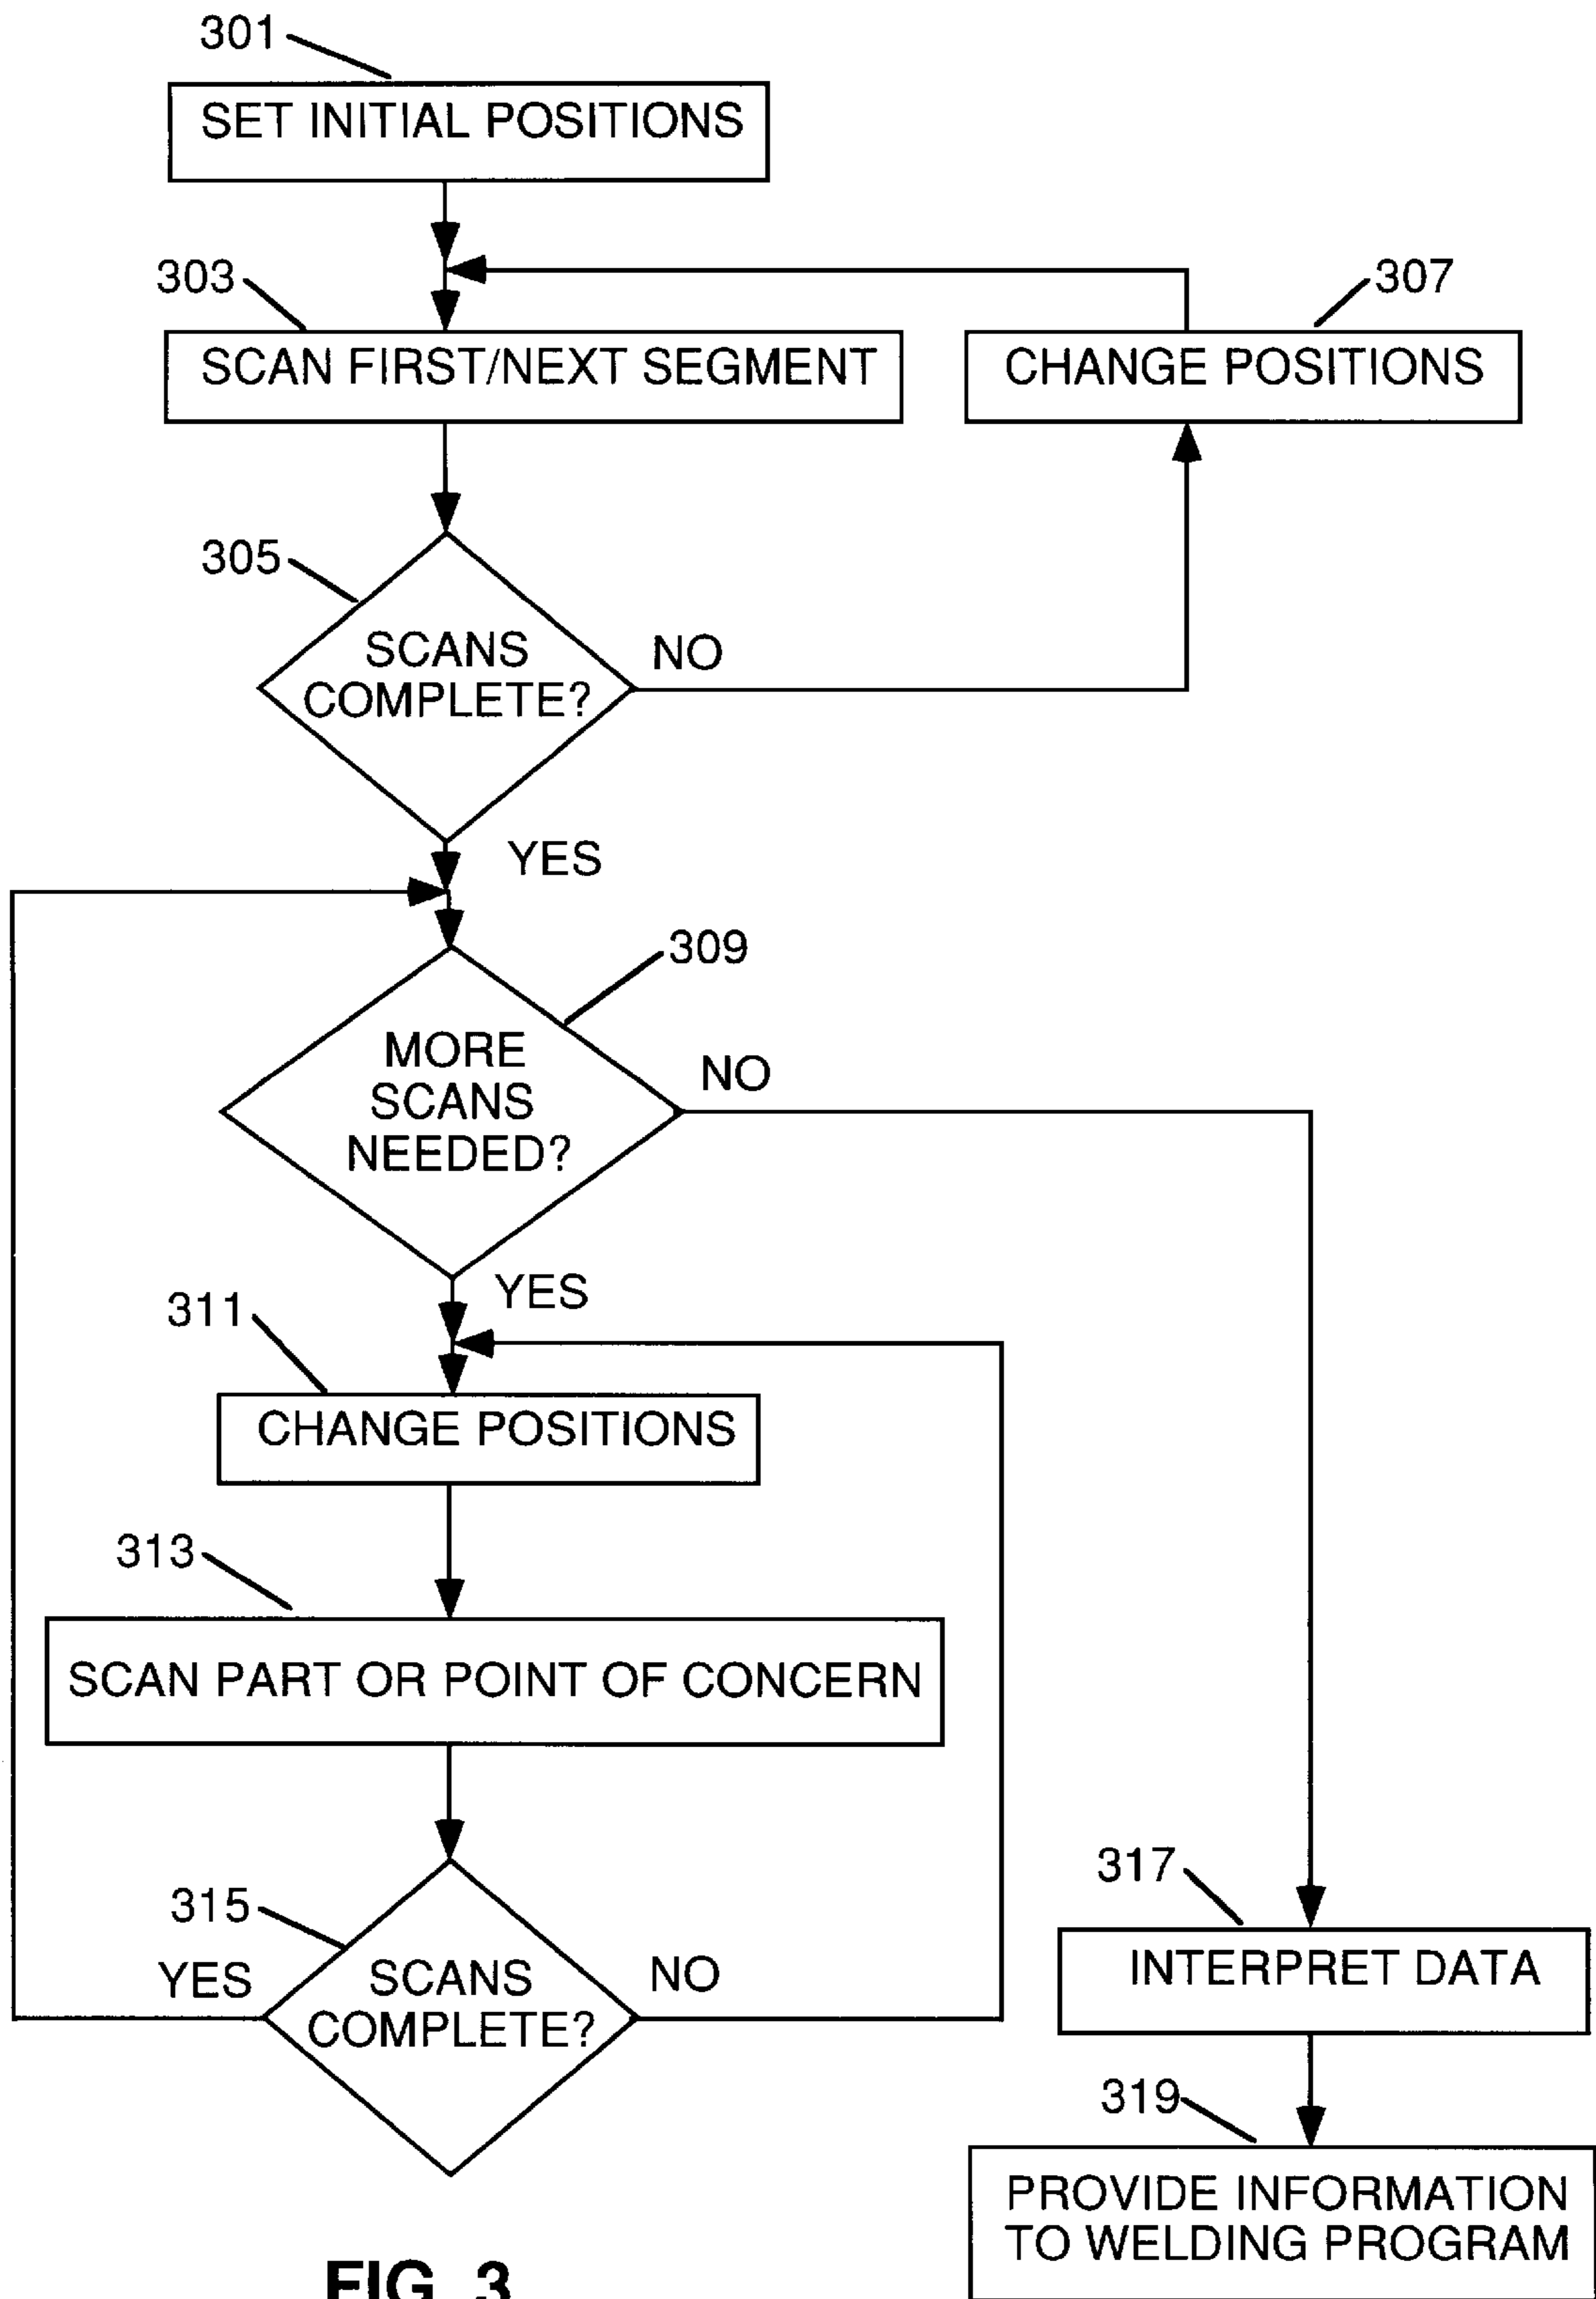 301
SET INITIAL POSITIONS
303
307
SCAN FIRST/NEXT SEGMENT
CHANGE POSITIONS
305
SCANS
COMPLETE?
NO
YES
309
MORE
SCANS
NEEDED?
NO
YES
311
CHANGE POSITIONS
313
SCAN PART OR POINT OF CONCERN
315
YES
SCANS
COMPLETE?
NO
317
INTERPRET DATA
319
PROVIDE INFORMATION
TO WELDING PROGRAM
FIG. 3